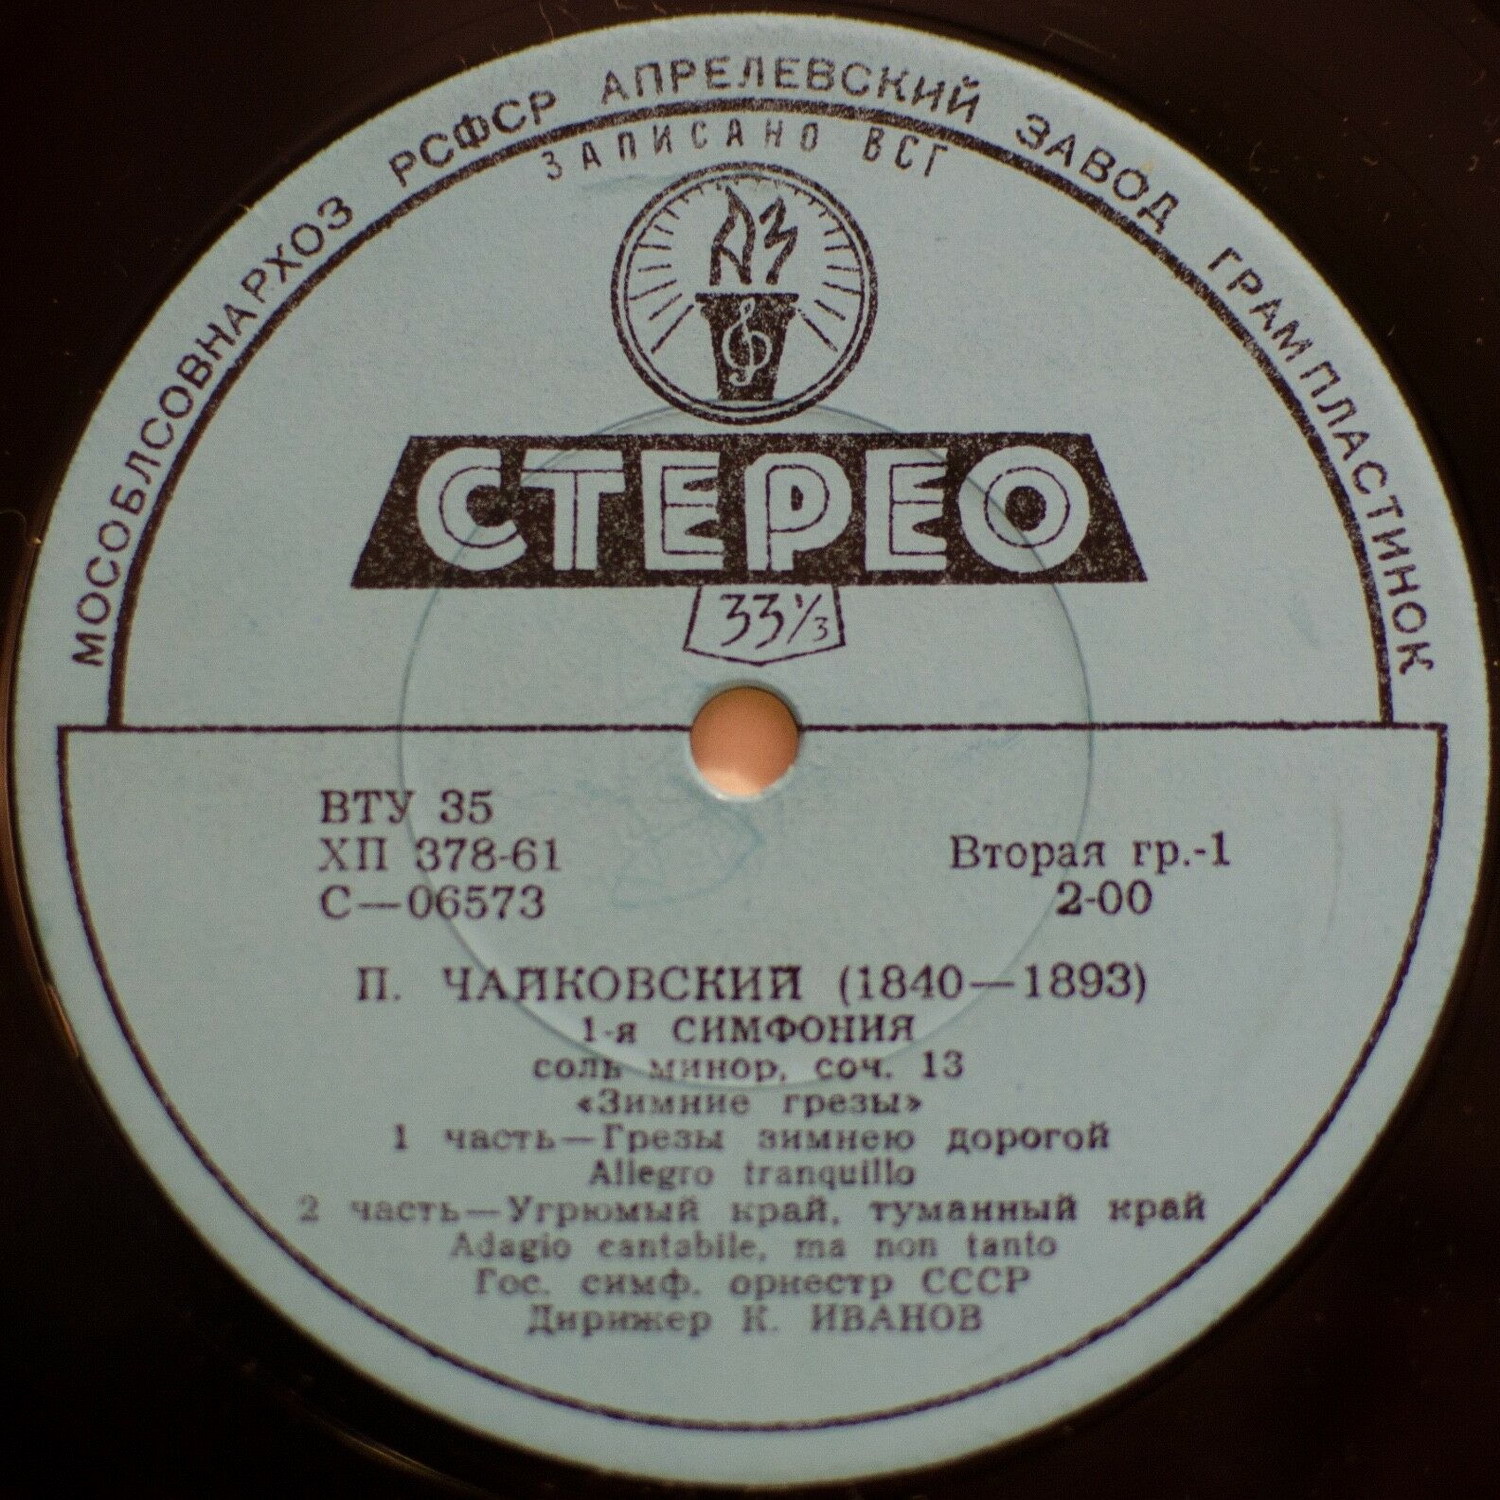 МОСОБЛСОВНАРХОЗ РСФСР АПРЕЛЕВСКИЙ ЗАВОД ГРАМПЛАСТИНОК
ЗАПИСАНО ВСГ
АЗ
СТЕРЕО
33⅓
ВТУ 35
ХП 378-61
С—06573
Вторая гр.-1
2-00
П. ЧАЙКОВСКИЙ (1840—1893)
1-я СИМФОНИЯ
соль минор, соч. 13
«Зимние грезы»
1 часть—Грезы зимнею дорогой
Allegro tranquillo
2 часть—Угрюмый край, туманный край
Adagio cantabile, ma non tanto
Гос. симф. оркестр СССР
Дирижер К. ИВАНОВ